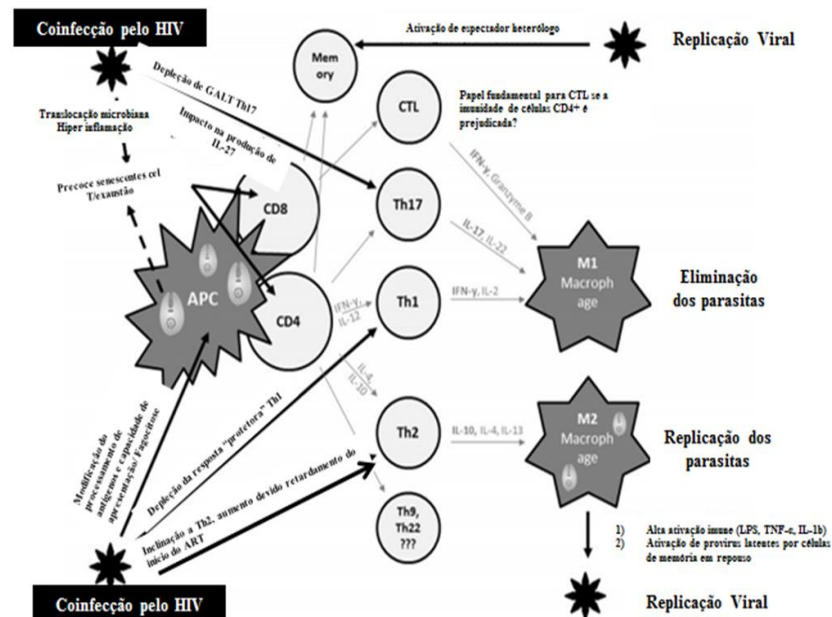 Coinfecção pelo HIV
Ativação de espectador heterólogo
Replicação Viral
Mem
ory
Depleção de GALT Th17
Translocação microbiana
Hiper inflamação
Impacto na produção de
IL-27
CTL
Papel fundamental para CTL se a
imunidade de células CD4+ é
prejudicada?
Precoce senescentes cel
T/exaustão
CD8
Th17
IFN-γ, Granzyme B
IL-17, IL-22
APC
CD4
IFN-γ,
IL-12
Th1
IFN-γ, IL-2
M1
Macroph
age
Eliminação
dos parasitas
IL-4,
IL-10
Th2
IL-10, IL-4, IL-13
M2
Macroph
age
Replicação dos
parasitas
Modificação do
processamento de
antígenos e capacidade de
apresentação/ Fagocitose
Depleção da resposta "protetora" Th1
Inclinação a Th2, aumento devido retardamento do
início do ART
Th9,
Th22
???
1) Alta ativação imune (LPS, TNF-ε, IL-1b)
2) Ativação de provirus latentes por células
de memória em repouso
Coinfecção pelo HIV
Replicação Viral